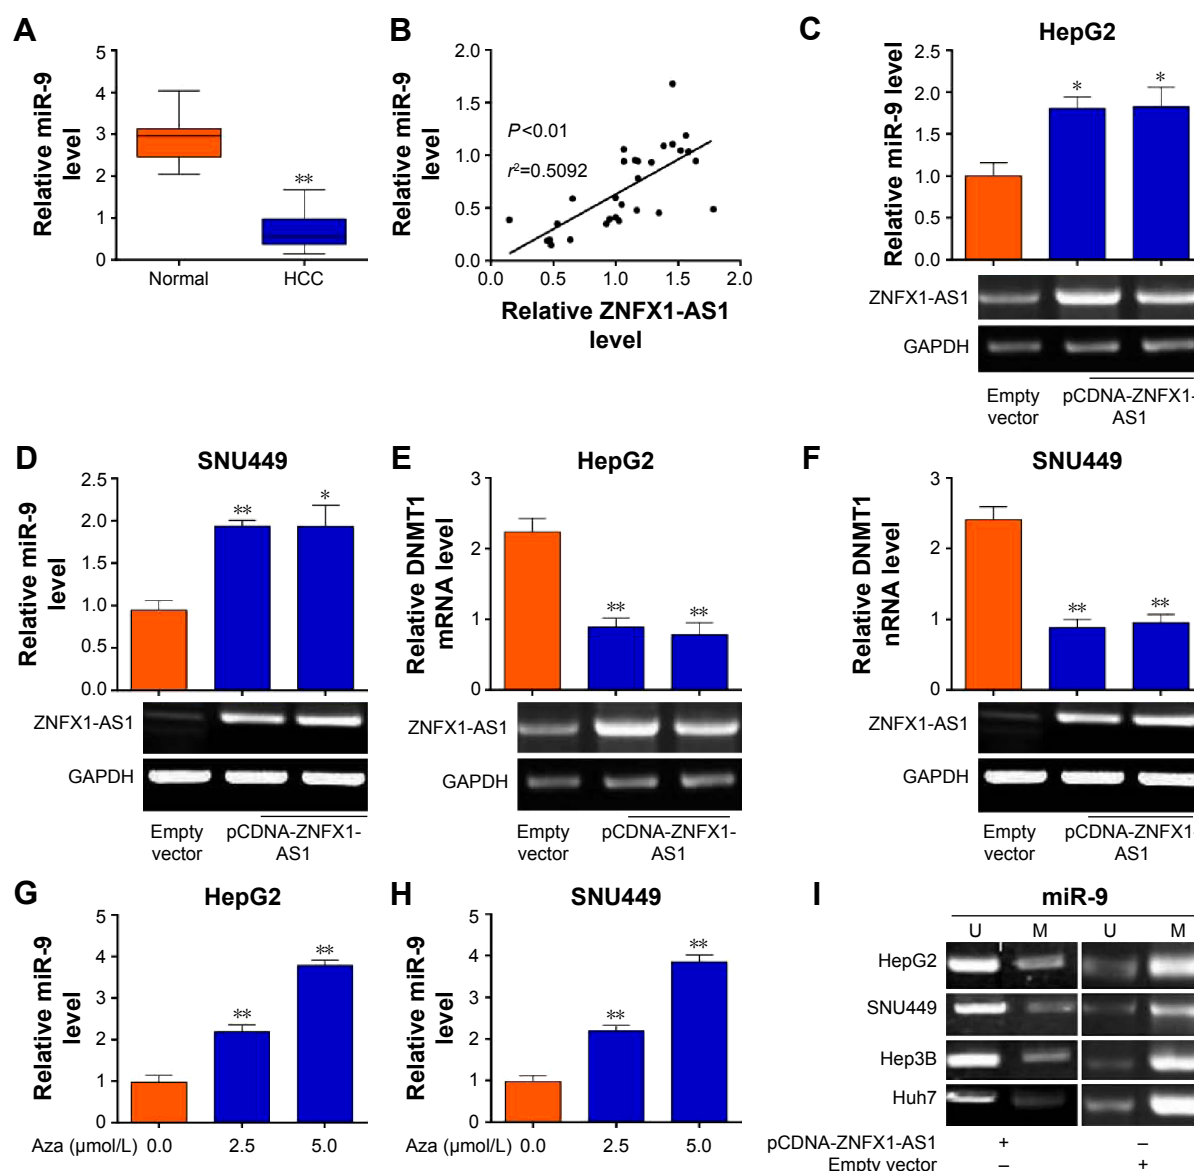 A
Relative miR-9
level
5
4
3
2
1
0
**
Normal
HCC
B
Relative miR-9
level
2.0
1.5
1.0
0.5
0.0
P<0.01
r²=0.5092
0.0
0.5
1.0
1.5
2.0
Relative ZNFX1-AS1
level
C
HepG2
Relative miR-9 level
2.5
2.0
1.5
1.0
0.5
0.0
*
*
ZNFX1-AS1
GAPDH
Empty
vector
pCDNA-ZNFX1-
AS1
D
SNU449
Relative miR-9
level
2.5
2.0
1.5
1.0
0.5
0.0
**
*
ZNFX1-AS1
GAPDH
Empty
vector
pCDNA-ZNFX1-
AS1
E
HepG2
Relative DNMT1
mRNA level
3
2
1
0
**
**
ZNFX1-AS1
GAPDH
Empty
vector
pCDNA-ZNFX1-
AS1
F
SNU449
Relative DNMT1
nRNA level
3
2
1
0
**
**
ZNFX1-AS1
GAPDH
Empty
vector
pCDNA-ZNFX1-
AS1
G
HepG2
Relative miR-9
level
5
4
3
2
1
0
**
**
Aza (µmol/L) 0.0 2.5 5.0
H
SNU449
Relative miR-9
level
5
4
3
2
1
0
**
**
Aza (µmol/L) 0.0 2.5 5.0
I
miR-9
U M U M
HepG2
SNU449
Hep3B
Huh7
pCDNA-ZNFX1-AS1 + –
Empty vector – +